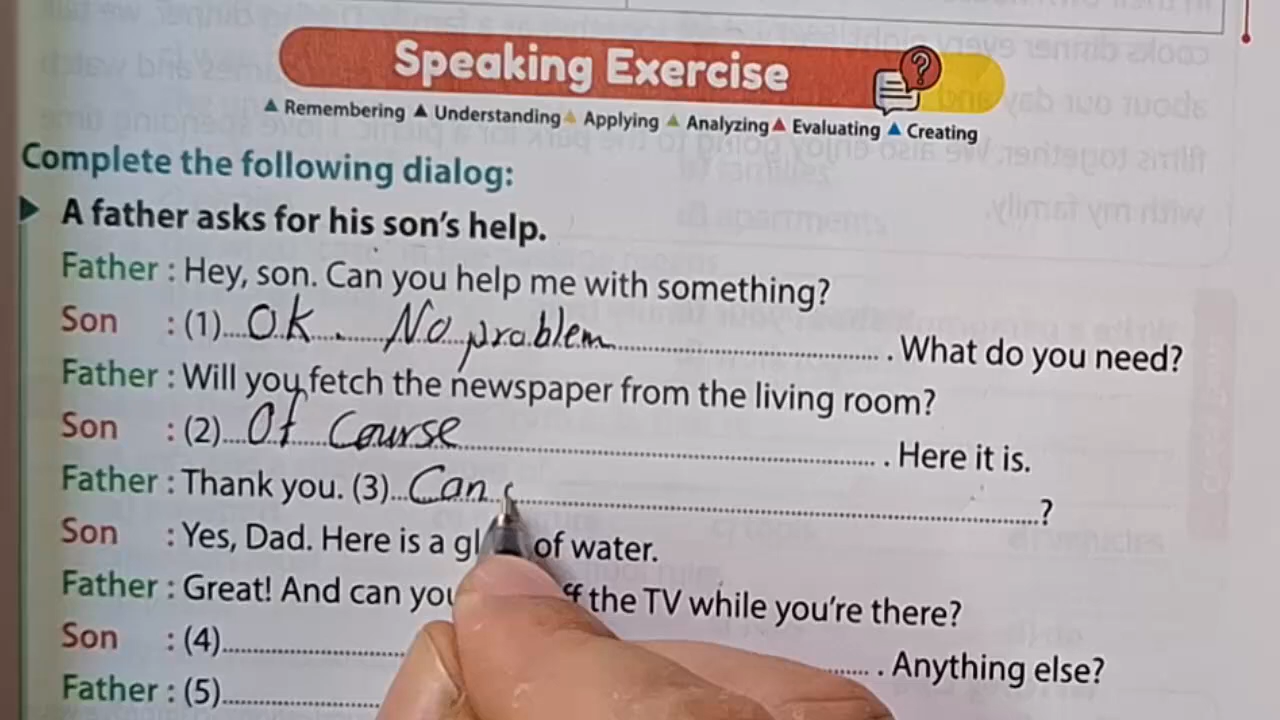 Speaking Exercise
Remembering Understanding Applying Analyzing Evaluating Creating
Complete the following dialog:
A father asks for his son's help.
Father : Hey, son. Can you help me with something?
Son : (1) OK. No problem . What do you need?
Father : Will you fetch the newspaper from the living room?
Son : (2) Of Course . Here it is.
Father : Thank you. (3) Can ?
Son : Yes, Dad. Here is a of water.
Father : Great! And can you the TV while you're there?
Son : (4) . Anything else?
Father : (5)